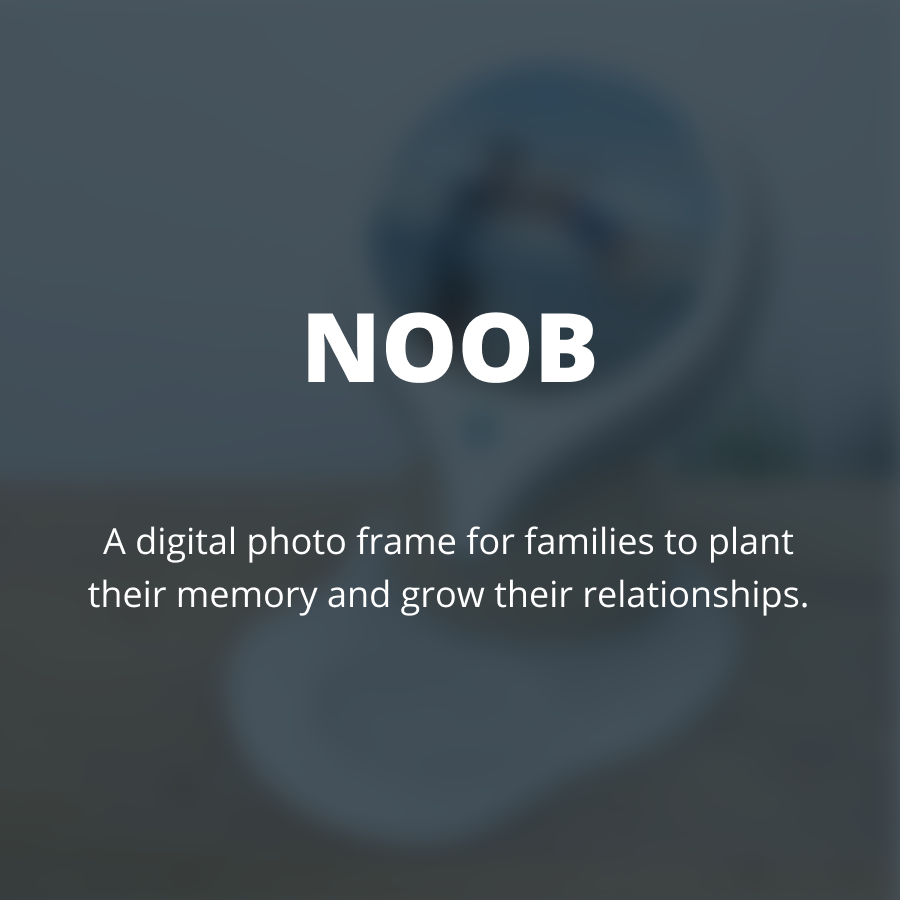 NOOB
A digital photo frame for families to plant
their memory and grow their relationships.